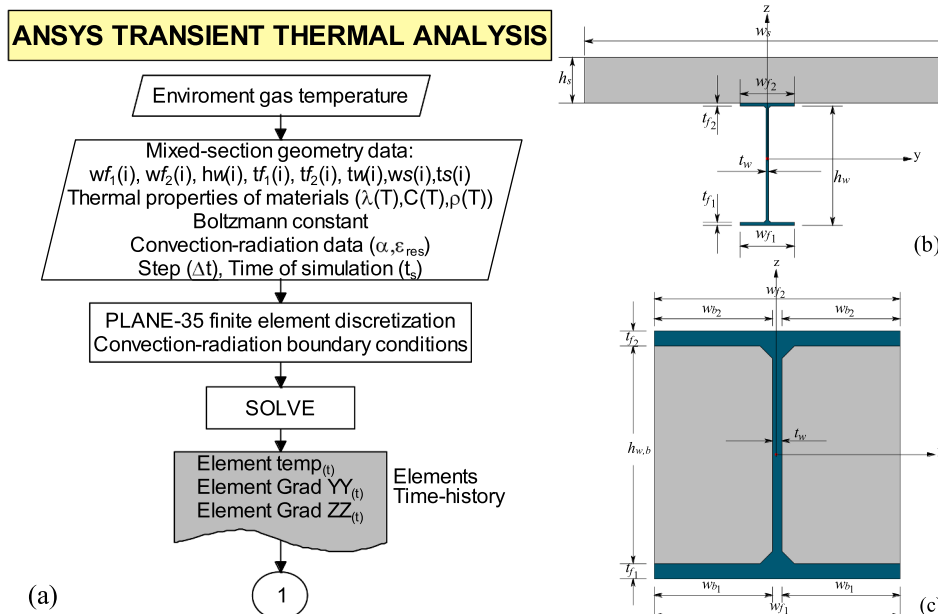 ANSYS TRANSIENT THERMAL ANALYSIS
Enviroment gas temperature
Mixed-section geometry data:
wf₁(i), wf₂(i), hw(i), tf₁(i), tf₂(i), tw(i),ws(i),ts(i)
Thermal properties of materials (λ(T),C(T),ρ(T))
Boltzmann constant
Convection-radiation data (α,εres)
Step (Δt), Time of simulation (ts)
PLANE-35 finite element discretization
Convection-radiation boundary conditions
SOLVE
Element temp(t)
Element Grad YY(t)
Element Grad ZZ(t)
Elements
Time-history
1
(a)
z
ws
hs
wf2
tf2
tw
y
hw
tf1
wf1
(b)
z
wf2
wb2
wb2
tf2
tw
hw,b
tf1
wb1
wb1
wf1
(c)